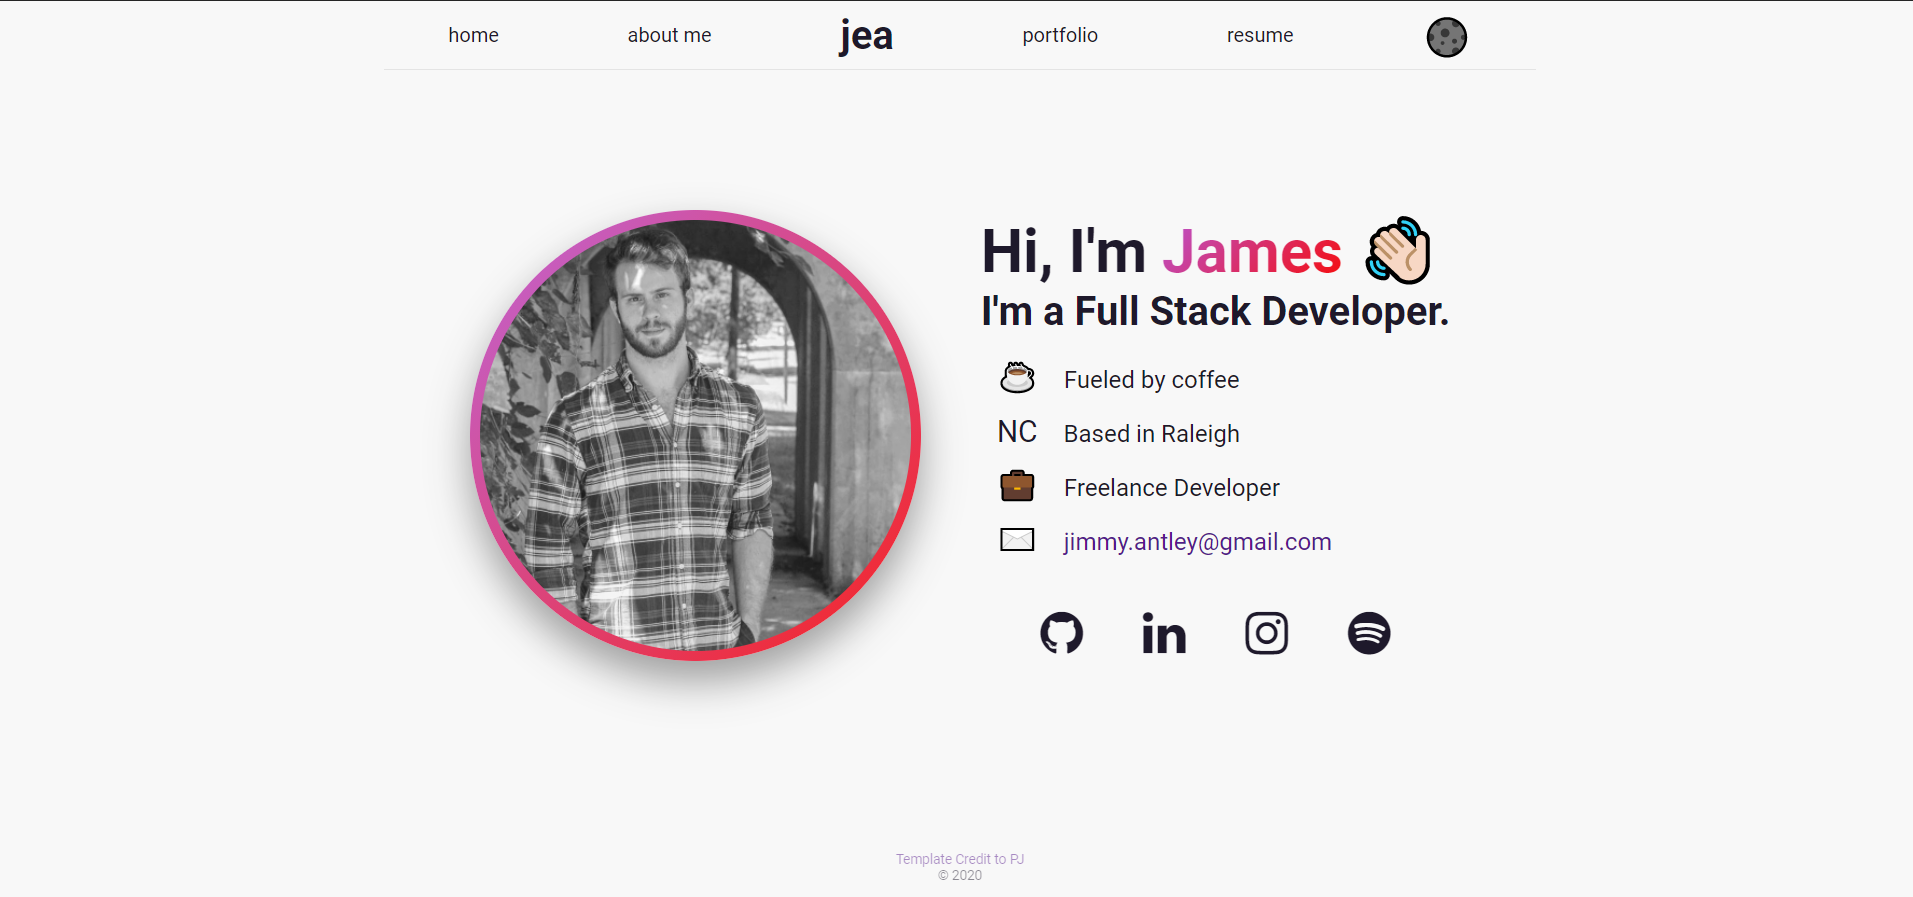 home about me jea portfolio resume
Hi, I'm James
I'm a Full Stack Developer.
Fueled by coffee
NC Based in Raleigh
Freelance Developer
jimmy.antley@gmail.com
in
Template Credit to PJ
© 2020